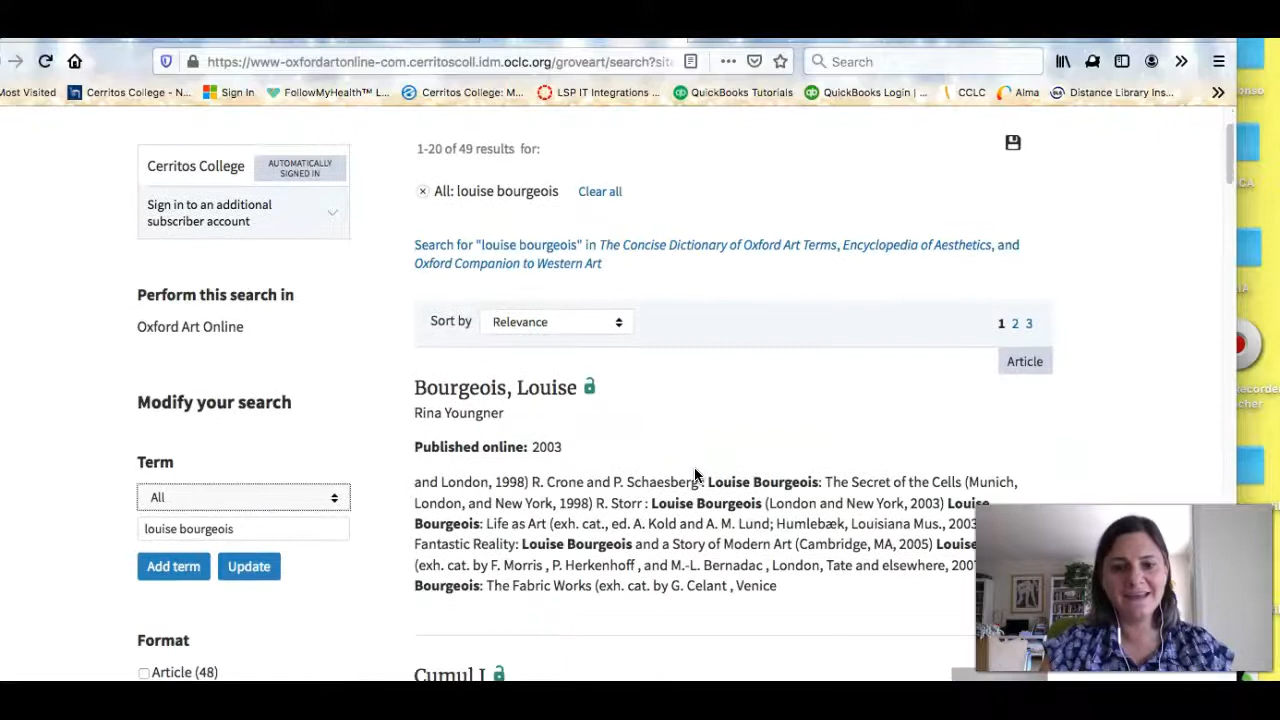 https://www-oxfordartonline-com.cerritoscoll.idm.oclc.org/groveart/search?sit
Search
Most Visited
Cerritos College - N...
Sign In
FollowMyHealth™ L...
Cerritos College: M...
LSP IT Integrations ...
QuickBooks Tutorials
QuickBooks Login | ...
CCLC
Alma
Distance Library Ins...
Cerritos College
AUTOMATICALLY
SIGNED IN
Sign in to an additional
subscriber account
Perform this search in
Oxford Art Online
Modify your search
Term
All
louise bourgeois
Add term
Update
Format
Article (48)
1-20 of 49 results for:
All: louise bourgeois
Clear all
Search for "louise bourgeois" in The Concise Dictionary of Oxford Art Terms, Encyclopedia of Aesthetics, and
Oxford Companion to Western Art
Sort by
Relevance
1 2 3
Article
Bourgeois, Louise
Rina Youngner
Published online: 2003
and London, 1998) R. Crone and P. Schaesberg : Louise Bourgeois: The Secret of the Cells (Munich,
London, and New York, 1998) R. Storr : Louise Bourgeois (London and New York, 2003) Louise
Bourgeois: Life as Art (exh. cat., ed. A. Kold and A. M. Lund; Humlebæk, Louisiana Mus., 2003
Fantastic Reality: Louise Bourgeois and a Story of Modern Art (Cambridge, MA, 2005) Louise
(exh. cat. by F. Morris , P. Herkenhoff , and M.-L. Bernadac , London, Tate and elsewhere, 200
Bourgeois: The Fabric Works (exh. cat. by G. Celant , Venice
Cumul I